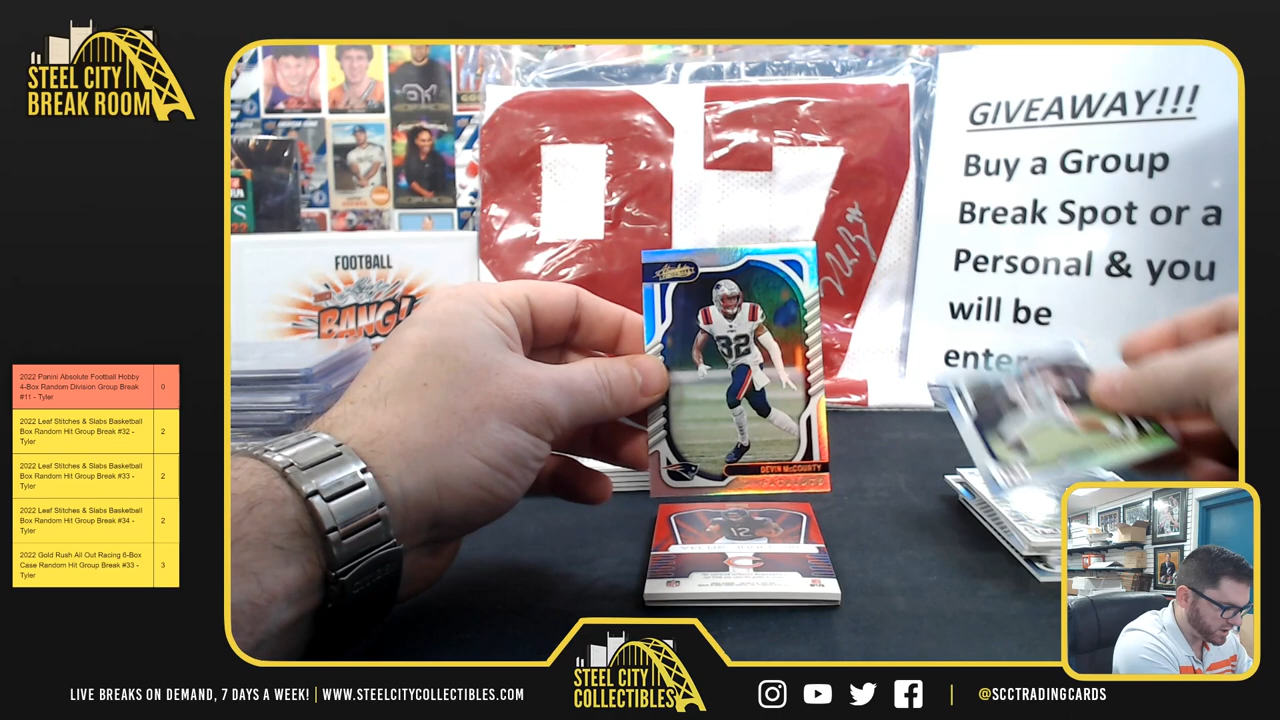 STEEL CITY
BREAK ROOM
2022 Panini Absolute Football Hobby
4-Box Random Division Group Break
#11 - Tyler
0
2022 Leaf Stitches & Slabs Basketball
Box Random Hit Group Break #32 -
Tyler
2
2022 Leaf Stitches & Slabs Basketball
Box Random Hit Group Break #33 -
Tyler
2
2022 Leaf Stitches & Slabs Basketball
Box Random Hit Group Break #34 -
Tyler
2
2022 Gold Rush All Out Racing 6-Box
Case Random Hit Group Break #33 -
Tyler
3
FOOTBALL
BANG!
87
GIVEAWAY!!!
Buy a Group
Break Spot or a
Personal & you
will be
Absolute
32
DEVIN McCOURTY
12
STEEL CITY
COLLECTIBLES
LIVE BREAKS ON DEMAND, 7 DAYS A WEEK! | WWW.STEELCITYCOLLECTIBLES.COM
| @SCCTRADINGCARDS